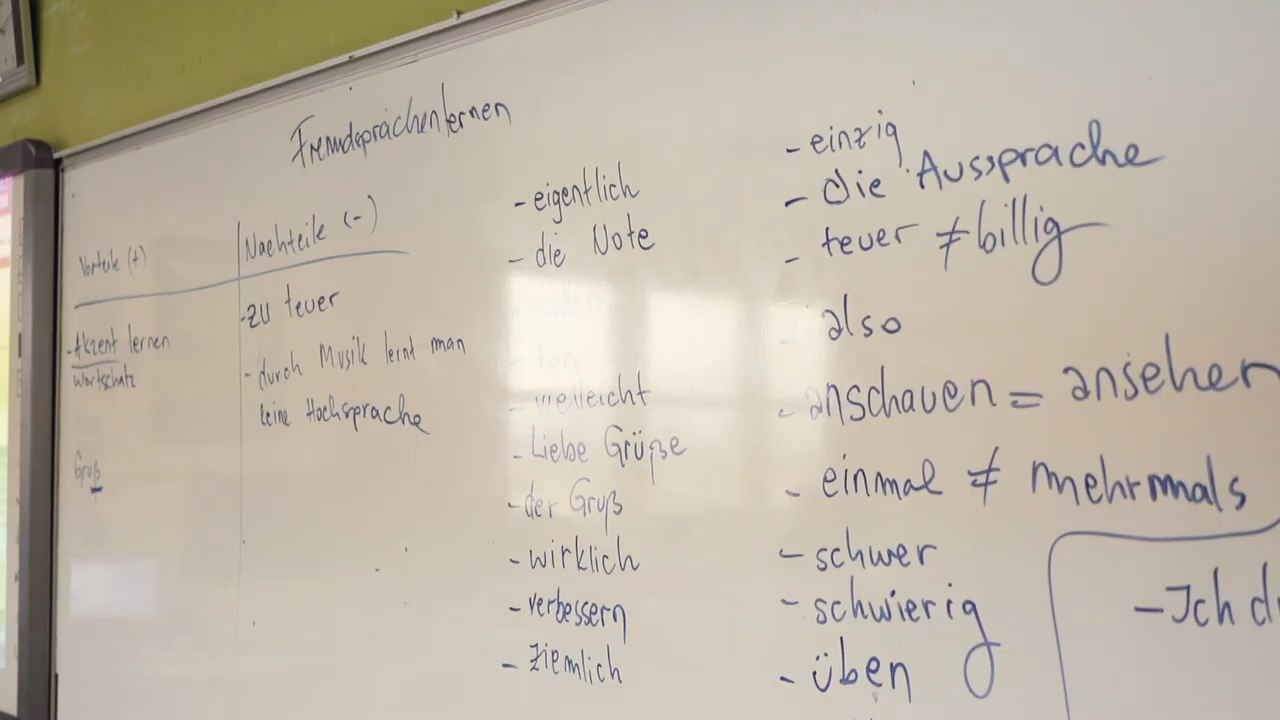 Fremdsprachenlernen
Vorteile (+)
- Akzent lernen
Wortschatz
Gruß
Nachteile (-)
- zu teuer
- durch Musik lernt man
keine Hochsprache
- eigentlich
- die Note
- vielleicht
- Liebe Grüße
- der Gruß
- wirklich
- verbessern
- ziemlich
- einzig
- die Aussprache
- teuer ≠ billig
- also
- anschauen = ansehen
- einmal ≠ mehrmals
- schwer
- schwierig
- üben
- Ich